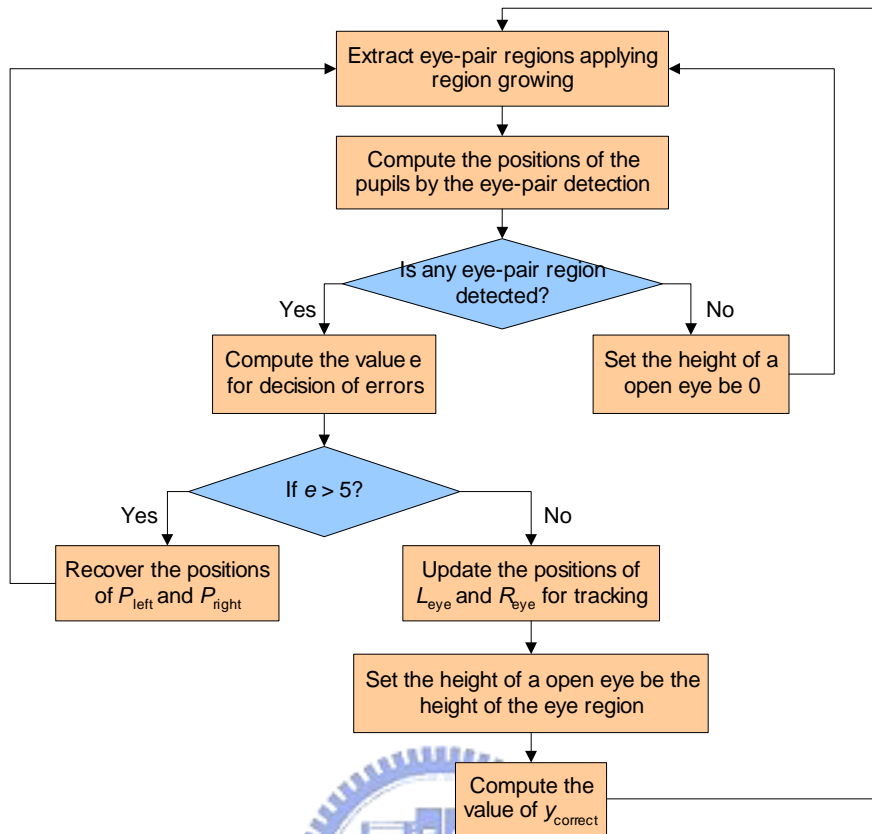 Extract eye-pair regions applying
region growing
Compute the positions of the
pupils by the eye-pair detection
Is any eye-pair region
detected?
Yes
No
Compute the value e
for decision of errors
Set the height of a
open eye be 0
If e > 5?
Yes
No
Recover the positions
of Pleft and Pright
Update the positions of
Leye and Reye for tracking
Set the height of a open eye be the
height of the eye region
Compute the
value of ycorrect